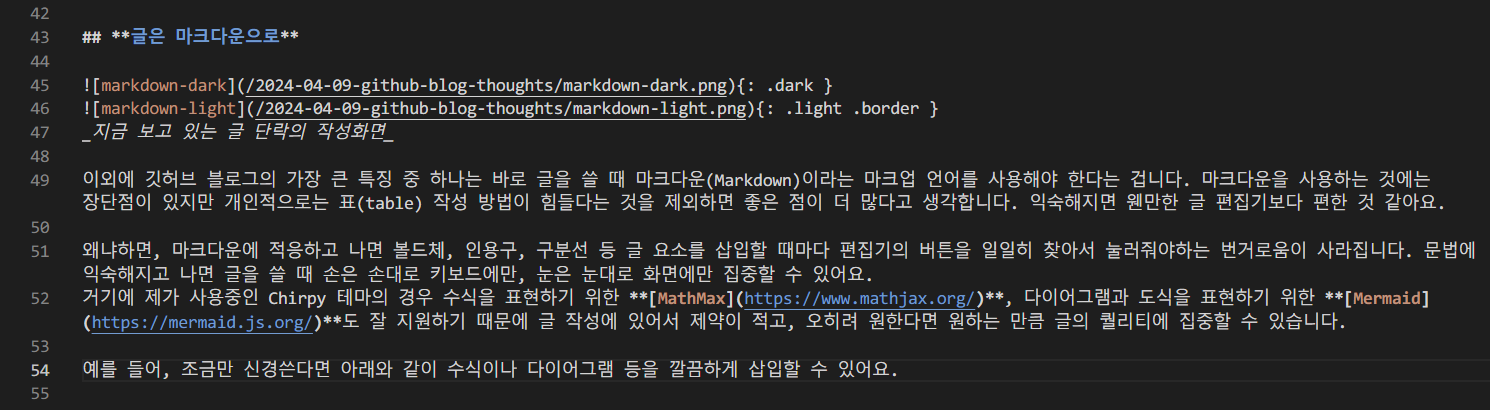 42
43 ## **글은 마크다운으로**
44
45 ![markdown-dark](/2024-04-09-github-blog-thoughts/markdown-dark.png){: .dark }
46 ![markdown-light](/2024-04-09-github-blog-thoughts/markdown-light.png){: .light .border }
47 _지금 보고 있는 글 단락의 작성화면_
48
49 이외에 깃허브 블로그의 가장 큰 특징 중 하나는 바로 글을 쓸 때 마크다운(Markdown)이라는 마크업 언어를 사용해야 한다는 겁니다. 마크다운을 사용하는 것에는
장단점이 있지만 개인적으로는 표(table) 작성 방법이 힘들다는 것을 제외하면 좋은 점이 더 많다고 생각합니다. 익숙해지면 웬만한 글 편집기보다 편한 것 같아요.
50
51 왜냐하면, 마크다운에 적응하고 나면 볼드체, 인용구, 구분선 등 글 요소를 삽입할 때마다 편집기의 버튼을 일일히 찾아서 눌러줘야하는 번거로움이 사라집니다. 문법에
익숙해지고 나면 글을 쓸 때 손은 손대로 키보드에만, 눈은 눈대로 화면에만 집중할 수 있어요.
52 거기에 제가 사용중인 Chirpy 테마의 경우 수식을 표현하기 위한 **[MathMax](https://www.mathjax.org/)**, 다이어그램과 도식을 표현하기 위한 **[Mermaid]
(https://mermaid.js.org/)**도 잘 지원하기 때문에 글 작성에 있어서 제약이 적고, 오히려 원한다면 원하는 만큼 글의 퀄리티에 집중할 수 있습니다.
53
54 예를 들어, 조금만 신경쓴다면 아래와 같이 수식이나 다이어그램 등을 깔끔하게 삽입할 수 있어요.
55